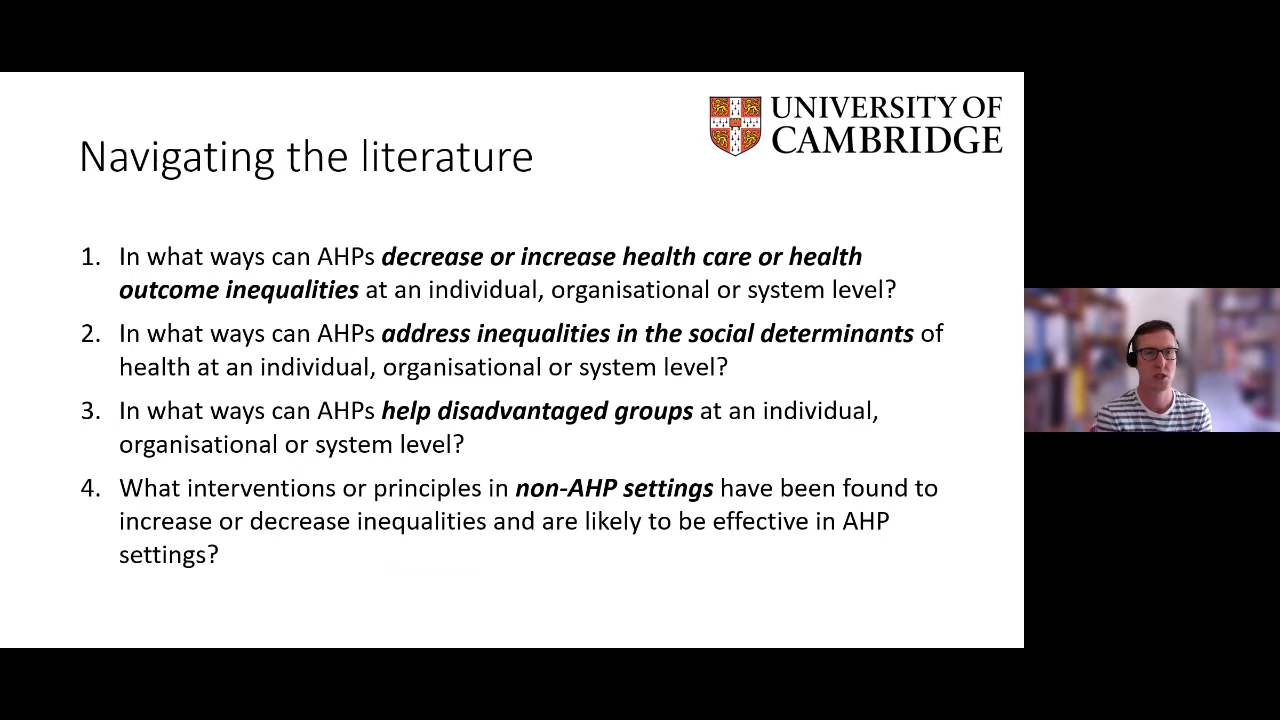 UNIVERSITY OF
CAMBRIDGE
Navigating the literature
1. In what ways can AHPs decrease or increase health care or health
outcome inequalities at an individual, organisational or system level?
2. In what ways can AHPs address inequalities in the social determinants of
health at an individual, organisational or system level?
3. In what ways can AHPs help disadvantaged groups at an individual,
organisational or system level?
4. What interventions or principles in non-AHP settings have been found to
increase or decrease inequalities and are likely to be effective in AHP
settings?